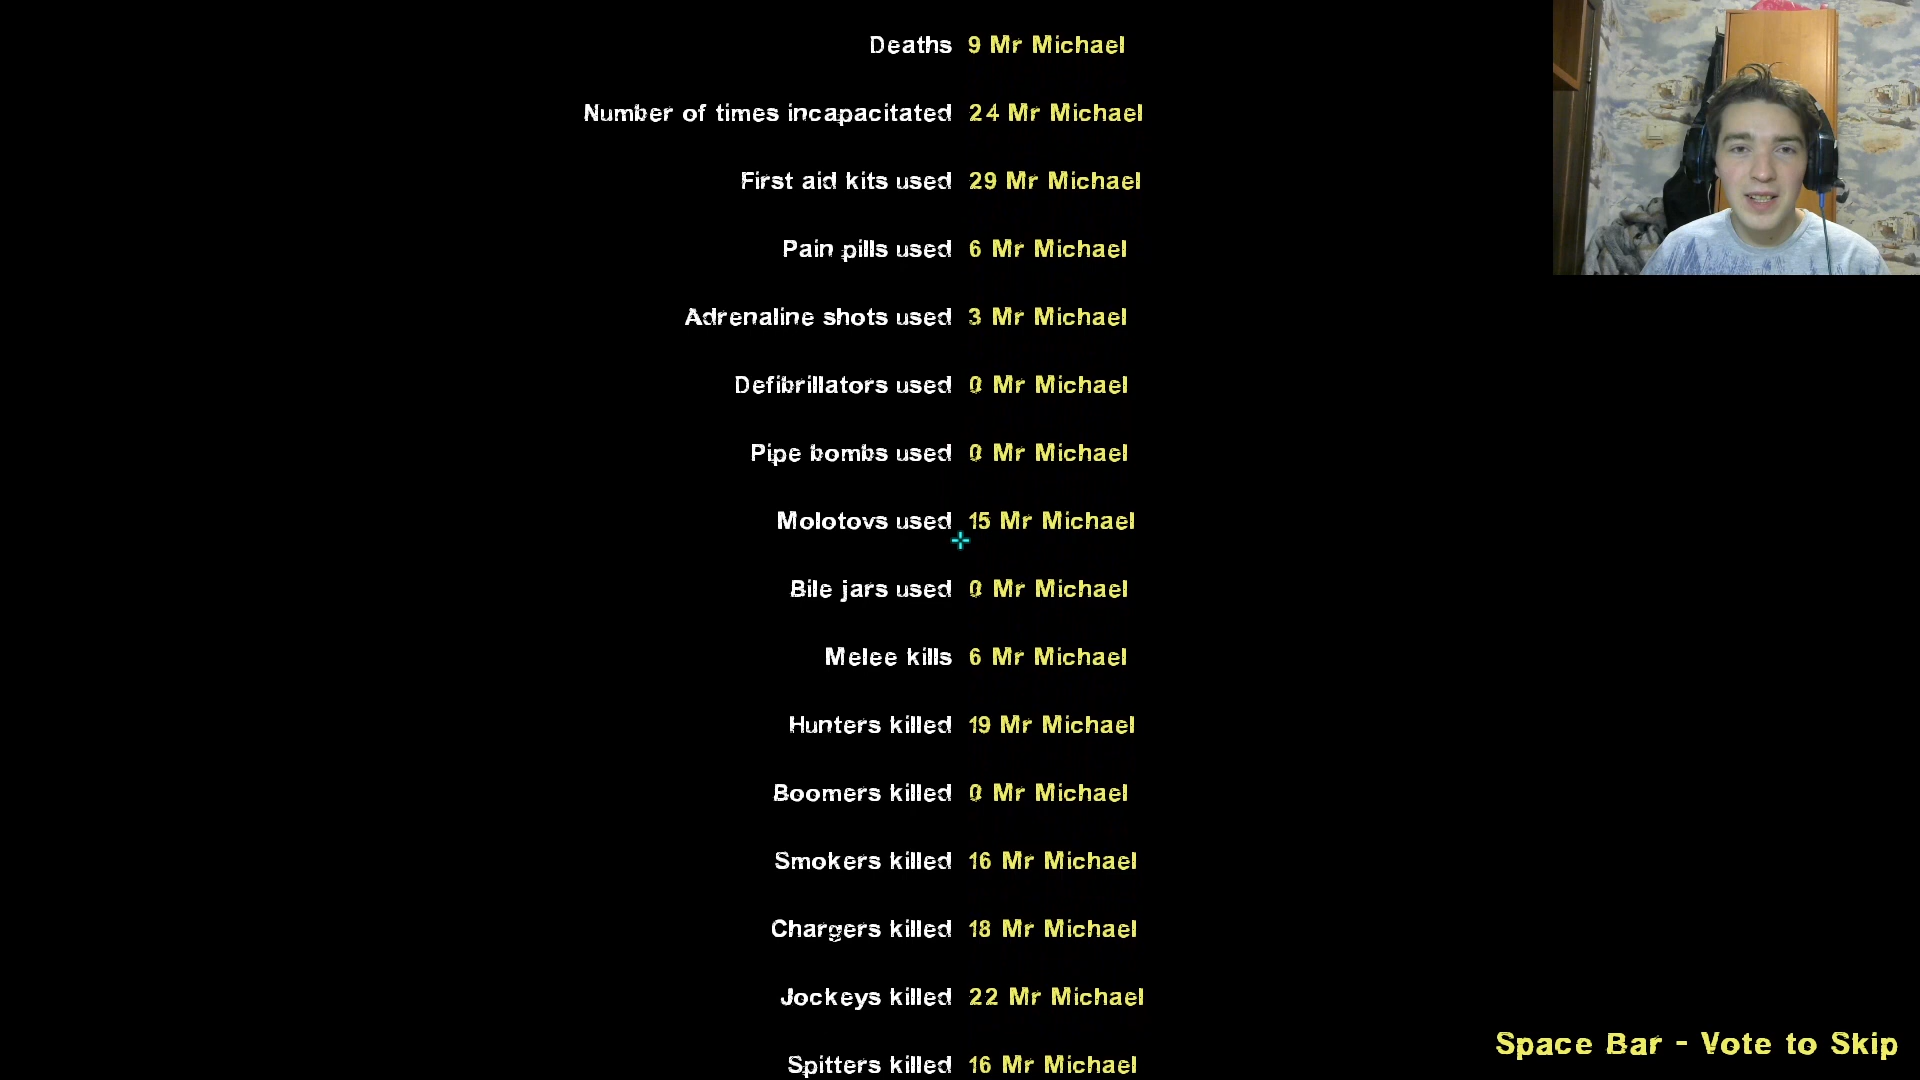 Deaths 9 Mr Michael
Number of times incapacitated 24 Mr Michael
First aid kits used 29 Mr Michael
Pain pills used 6 Mr Michael
Adrenaline shots used 3 Mr Michael
Defibrillators used 0 Mr Michael
Pipe bombs used 0 Mr Michael
Molotovs used 15 Mr Michael
Bile jars used 0 Mr Michael
Melee kills 6 Mr Michael
Hunters killed 19 Mr Michael
Boomers killed 0 Mr Michael
Smokers killed 16 Mr Michael
Chargers killed 18 Mr Michael
Jockeys killed 22 Mr Michael
Spitters killed 16 Mr Michael
Space Bar - Vote to Skip